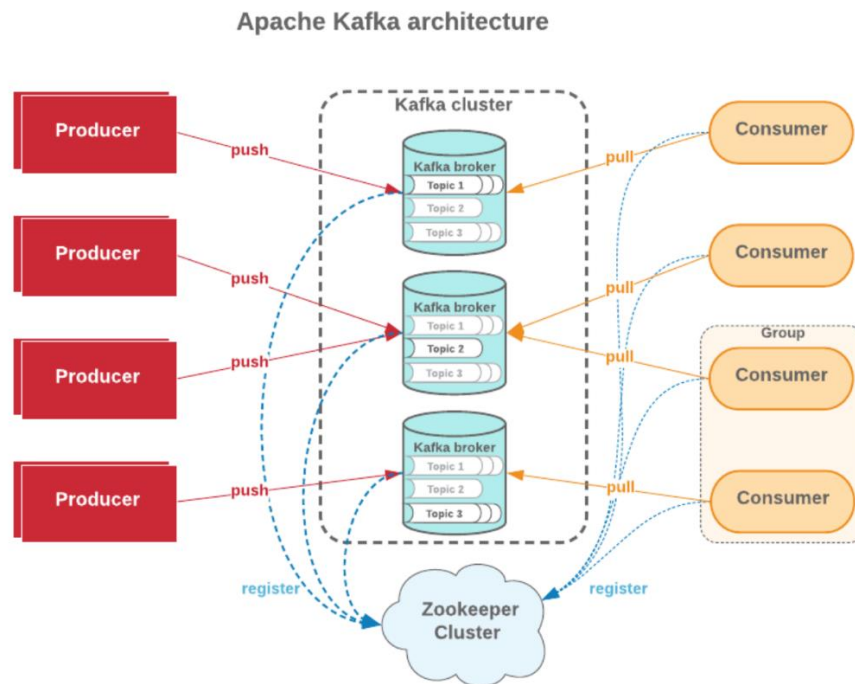 Apache Kafka architecture
Kafka cluster
Producer
push
Kafka broker
Topic 1
Topic 2
Topic 3
pull
Consumer
Producer
push
Kafka broker
Topic 1
Topic 2
Topic 3
pull
Consumer
Producer
push
pull
Group
Consumer
Producer
push
Kafka broker
Topic 1
Topic 2
Topic 3
pull
Consumer
register
Zookeeper
Cluster
register